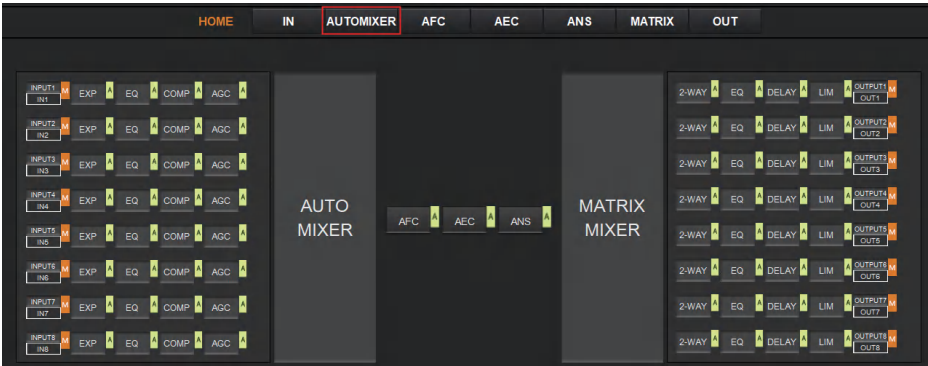 HOME IN AUTOMIXER AFC AEC ANS MATRIX OUT
INPUT1 M EXP A EQ A COMP A AGC A
IN1
INPUT2 M EXP A EQ A COMP A AGC A
IN2
INPUT3 M EXP A EQ A COMP A AGC A
IN3
INPUT4 M EXP A EQ A COMP A AGC A
IN4
INPUT5 M EXP A EQ A COMP A AGC A
IN5
INPUT6 M EXP A EQ A COMP A AGC A
IN6
INPUT7 M EXP A EQ A COMP A AGC A
IN7
INPUT8 M EXP A EQ A COMP A AGC A
IN8
AUTO
MIXER
AFC A AEC A ANS A
MATRIX
MIXER
2-WAY A EQ A DELAY A LIM A OUTPUT1 M
OUT1
2-WAY A EQ A DELAY A LIM A OUTPUT2 M
OUT2
2-WAY A EQ A DELAY A LIM A OUTPUT3 M
OUT3
2-WAY A EQ A DELAY A LIM A OUTPUT4 M
OUT4
2-WAY A EQ A DELAY A LIM A OUTPUT5 M
OUT5
2-WAY A EQ A DELAY A LIM A OUTPUT6 M
OUT6
2-WAY A EQ A DELAY A LIM A OUTPUT7 M
OUT7
2-WAY A EQ A DELAY A LIM A OUTPUT8 M
OUT8